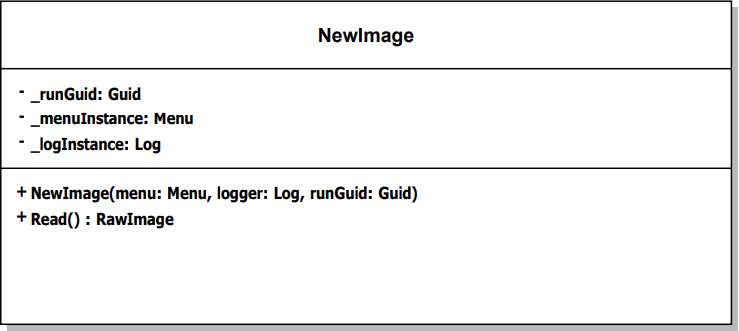 NewImage
- _runGuid: Guid
- _menuInstance: Menu
- _logInstance: Log
+ NewImage(menu: Menu, logger: Log, runGuid: Guid)
+ Read() : RawImage